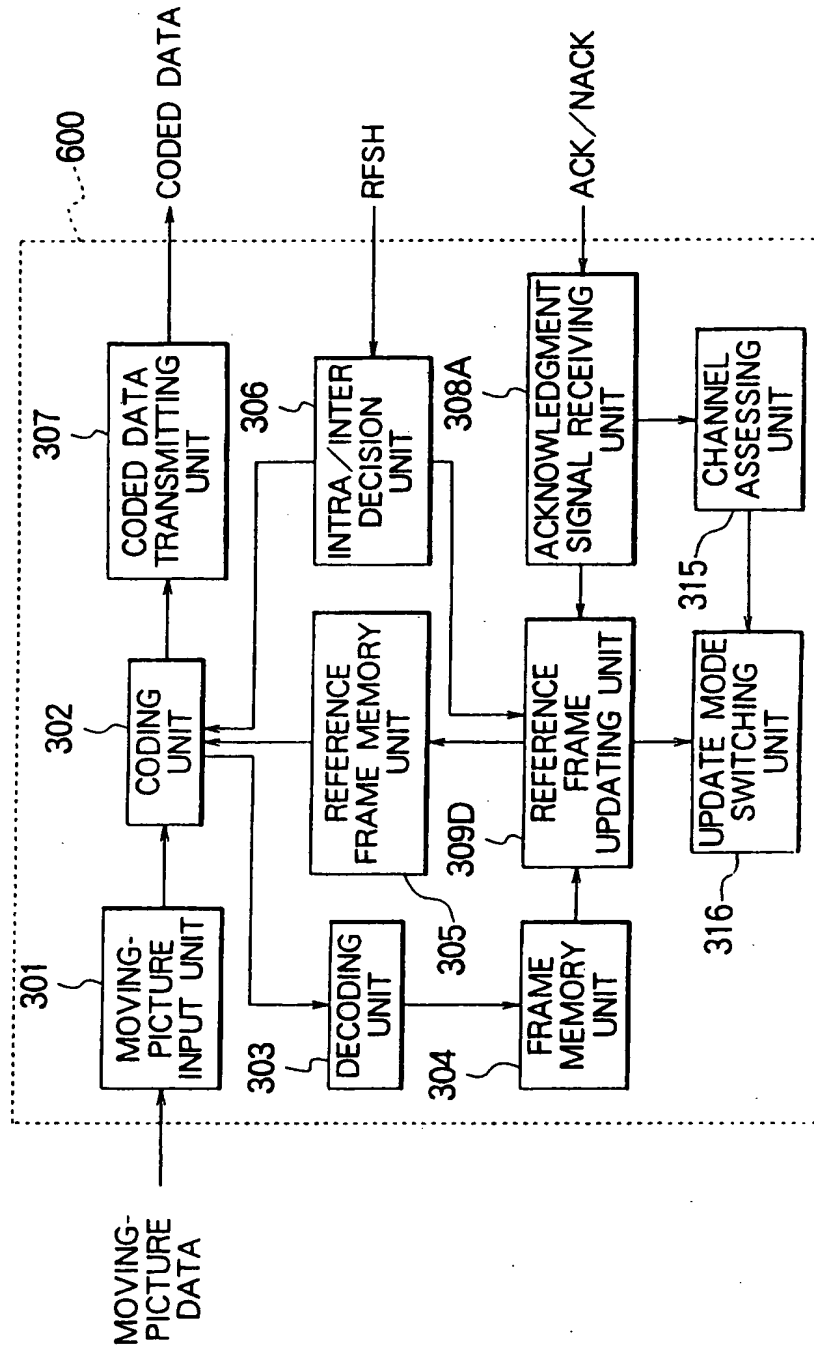 600
MOVING-
PICTURE
DATA
301
MOVING-
PICTURE
INPUT UNIT
302
CODING
UNIT
307
CODED DATA
TRANSMITTING
UNIT
CODED DATA
303
DECODING
UNIT
305
REFERENCE
FRAME MEMORY
UNIT
306
INTRA/INTER
DECISION
UNIT
RFSH
304
FRAME
MEMORY
UNIT
309D
REFERENCE
FRAME
UPDATING UNIT
308A
ACKNOWLEDGMENT
SIGNAL RECEIVING
UNIT
ACK/NACK
316
UPDATE MODE
SWITCHING
UNIT
315
CHANNEL
ASSESSING
UNIT